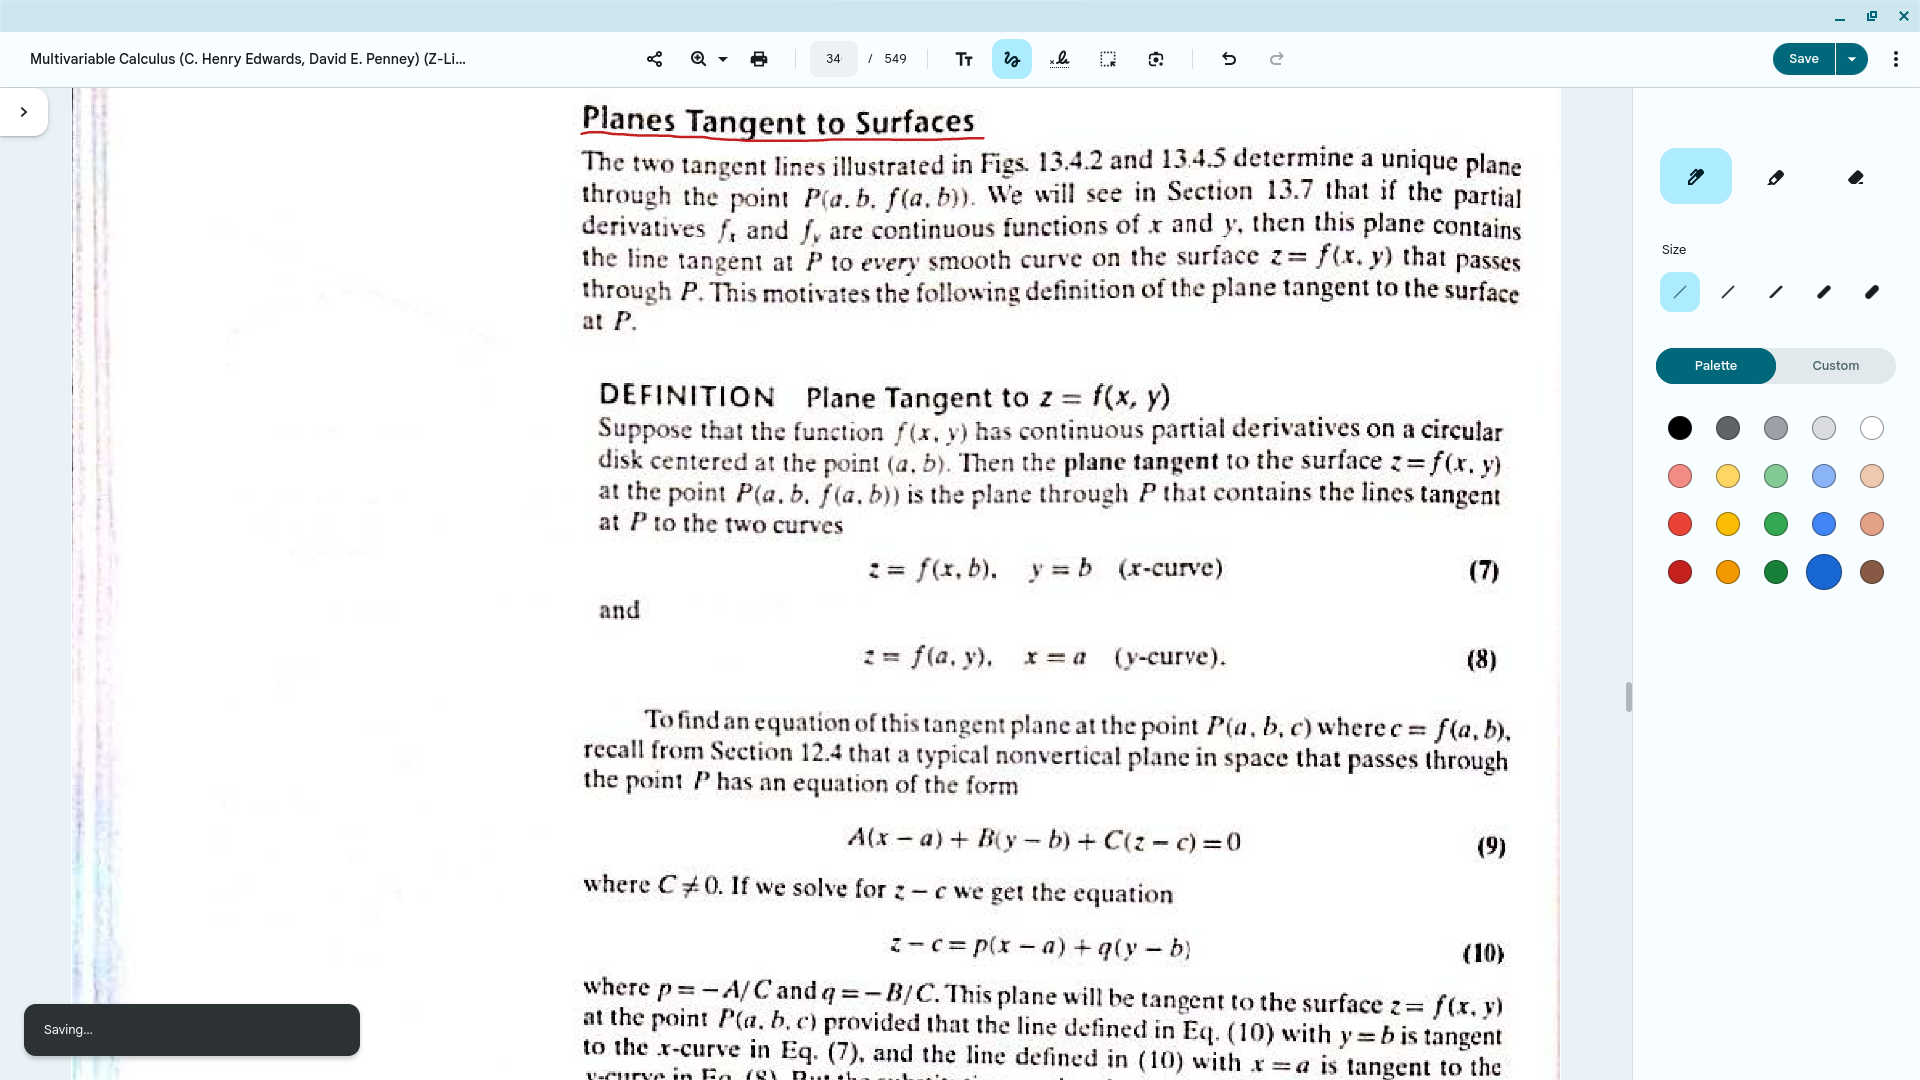 Multivariable Calculus (C. Henry Edwards, David E. Penney) (Z-Li...
34 / 549
Save
Planes Tangent to Surfaces
The two tangent lines illustrated in Figs. 13.4.2 and 13.4.5 determine a unique plane
through the point P(a, b, f(a, b)). We will see in Section 13.7 that if the partial
derivatives fₓ and fᵧ are continuous functions of x and y, then this plane contains
the line tangent at P to every smooth curve on the surface z = f(x, y) that passes
through P. This motivates the following definition of the plane tangent to the surface
at P.
DEFINITION Plane Tangent to z = f(x, y)
Suppose that the function f(x, y) has continuous partial derivatives on a circular
disk centered at the point (a, b). Then the plane tangent to the surface z = f(x, y)
at the point P(a, b, f(a, b)) is the plane through P that contains the lines tangent
at P to the two curves
z = f(x, b), y = b (x-curve) (7)
and
z = f(a, y), x = a (y-curve). (8)
To find an equation of this tangent plane at the point P(a, b, c) where c = f(a, b),
recall from Section 12.4 that a typical nonvertical plane in space that passes through
the point P has an equation of the form
A(x − a) + B(y − b) + C(z − c) = 0 (9)
where C ≠ 0. If we solve for z − c we get the equation
z − c = p(x − a) + q(y − b) (10)
where p = −A/C and q = −B/C. This plane will be tangent to the surface z = f(x, y)
at the point P(a, b, c) provided that the line defined in Eq. (10) with y = b is tangent
to the x-curve in Eq. (7), and the line defined in (10) with x = a is tangent to the
y-curve in Eq. (8). But the
Size
Palette
Custom
Saving...